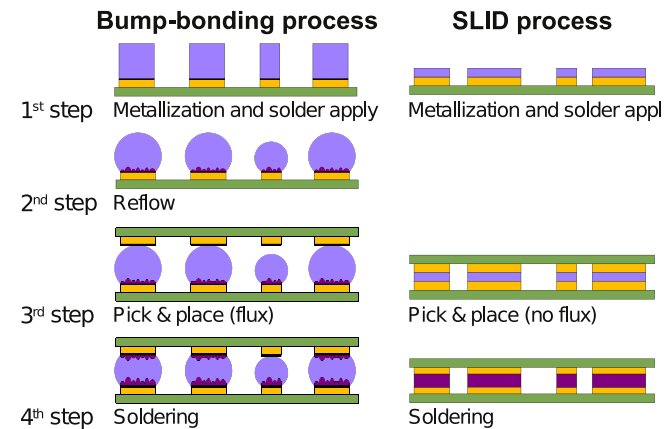 Bump-bonding process SLID process
1st step Metallization and solder apply Metallization and solder appl
2nd step Reflow
3rd step Pick & place (flux) Pick & place (no flux)
4th step Soldering Soldering